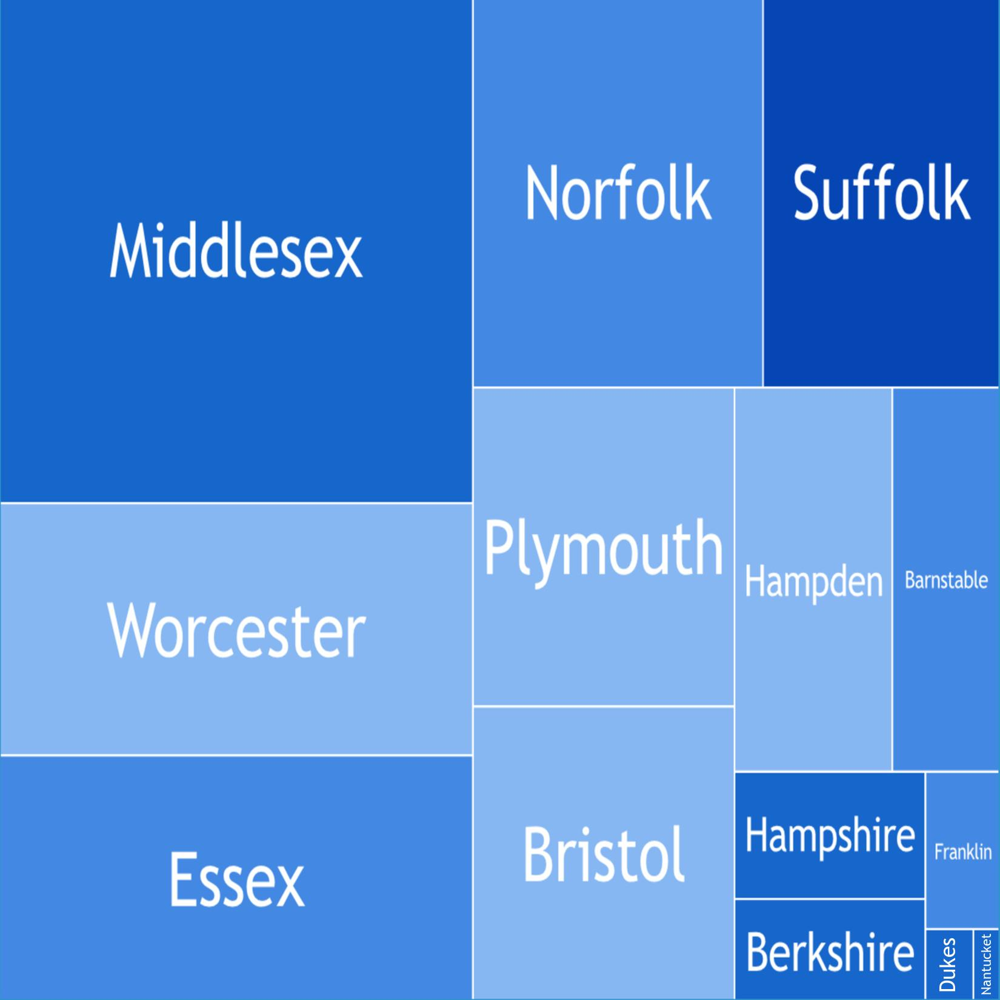 Middlesex
Norfolk
Suffolk
Worcester
Plymouth
Hampden
Barnstable
Essex
Bristol
Hampshire
Franklin
Berkshire
Dukes
Nantucket